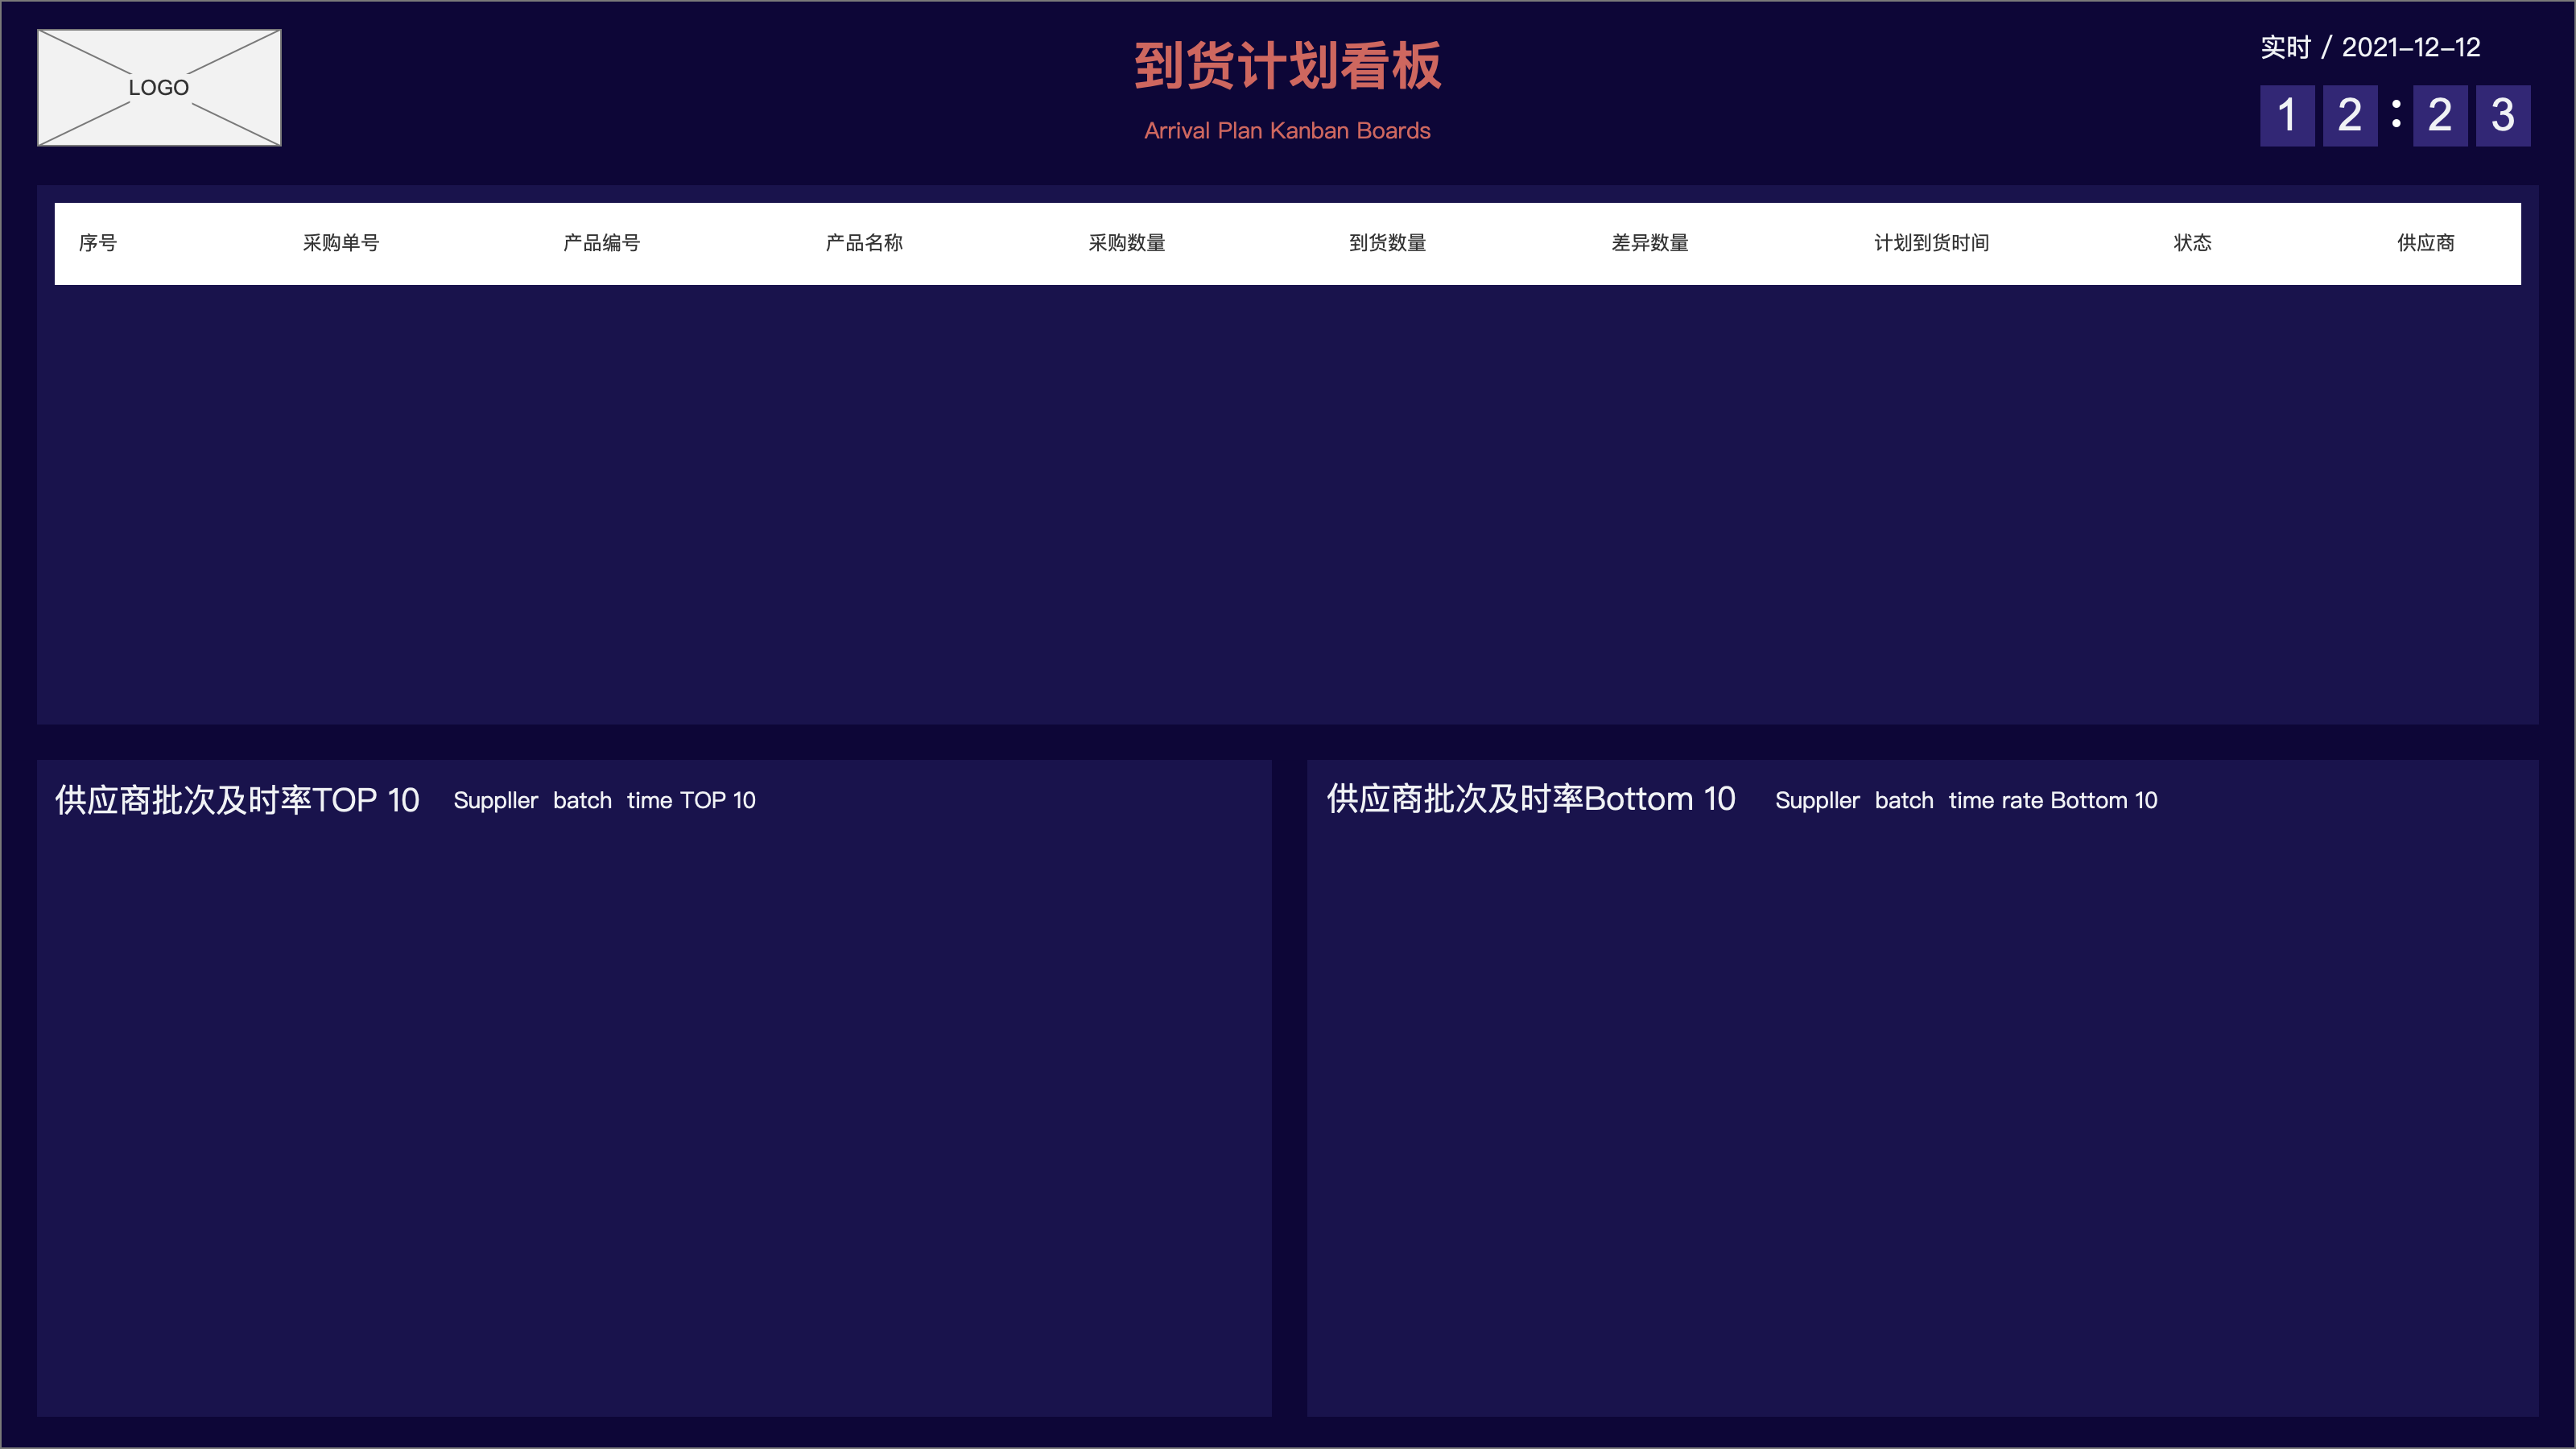 LOGO
到货计划看板
Arrival Plan Kanban Boards
实时 / 2021-12-12
12:23
序号 采购单号 产品编号 产品名称 采购数量 到货数量 差异数量 计划到货时间 状态 供应商
供应商批次及时率TOP 10 Suppller batch time TOP 10
供应商批次及时率Bottom 10 Suppller batch time rate Bottom 10